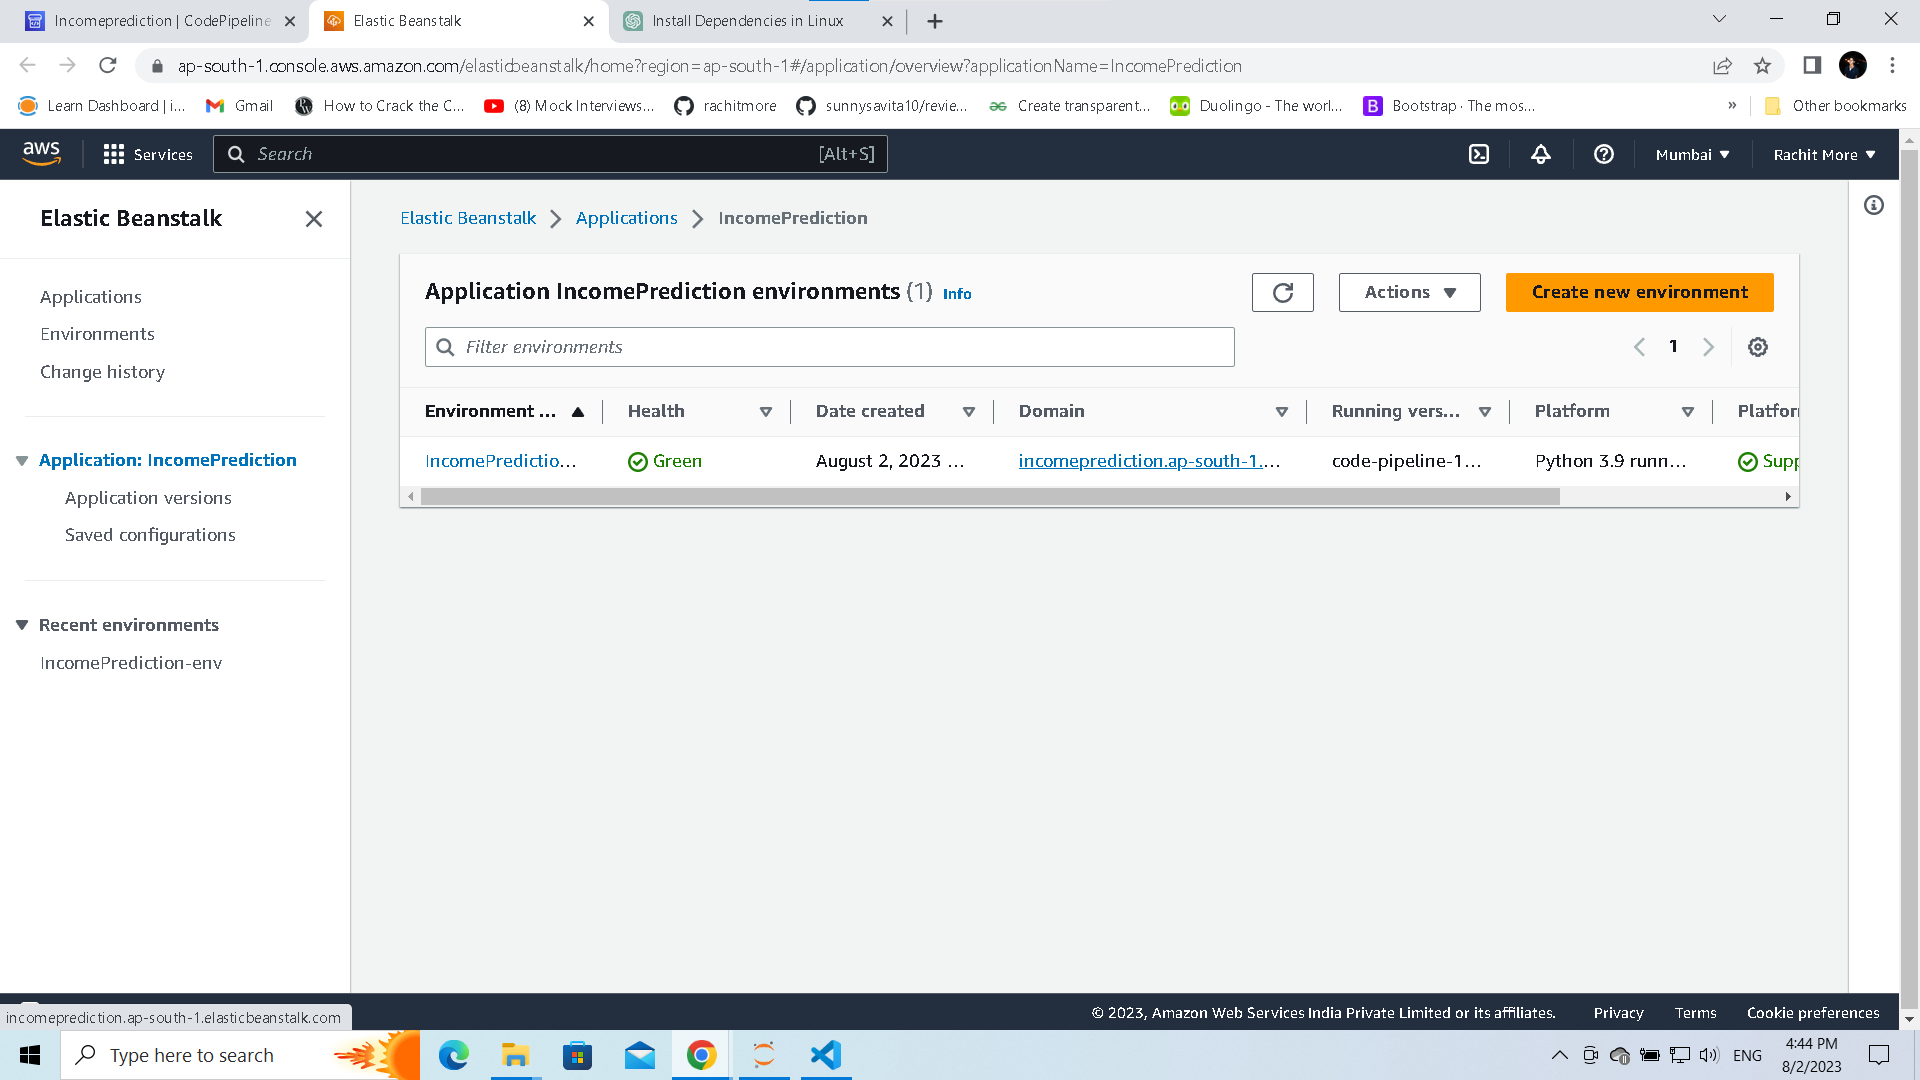 Incomeprediction | CodePipeline
Elastic Beanstalk
Install Dependencies in Linux
ap-south-1.console.aws.amazon.com/elasticbeanstalk/home?region=ap-south-1#/application/overview?applicationName=IncomePrediction
Learn Dashboard | i...
Gmail
How to Crack the C...
(8) Mock Interviews...
rachitmore
sunnysavita10/revie...
Create transparent...
Duolingo - The worl...
Bootstrap · The mos...
»
Other bookmarks
aws
Services
Search
[Alt+S]
Mumbai
Rachit More
Elastic Beanstalk
Applications
Environments
Change history
Application: IncomePrediction
Application versions
Saved configurations
Recent environments
IncomePrediction-env
Elastic Beanstalk
Applications
IncomePrediction
Application IncomePrediction environments (1) Info
Actions
Create new environment
Filter environments
1
Environment ...
Health
Date created
Domain
Running vers...
Platform
Platfor
IncomePredictio...
Green
August 2, 2023 ...
incomeprediction.ap-south-1....
code-pipeline-1...
Python 3.9 runn...
Supp
incomeprediction.ap-south-1.elasticbeanstalk.com
© 2023, Amazon Web Services India Private Limited or its affiliates.
Privacy
Terms
Cookie preferences
Type here to search
ENG
4:44 PM
8/2/2023